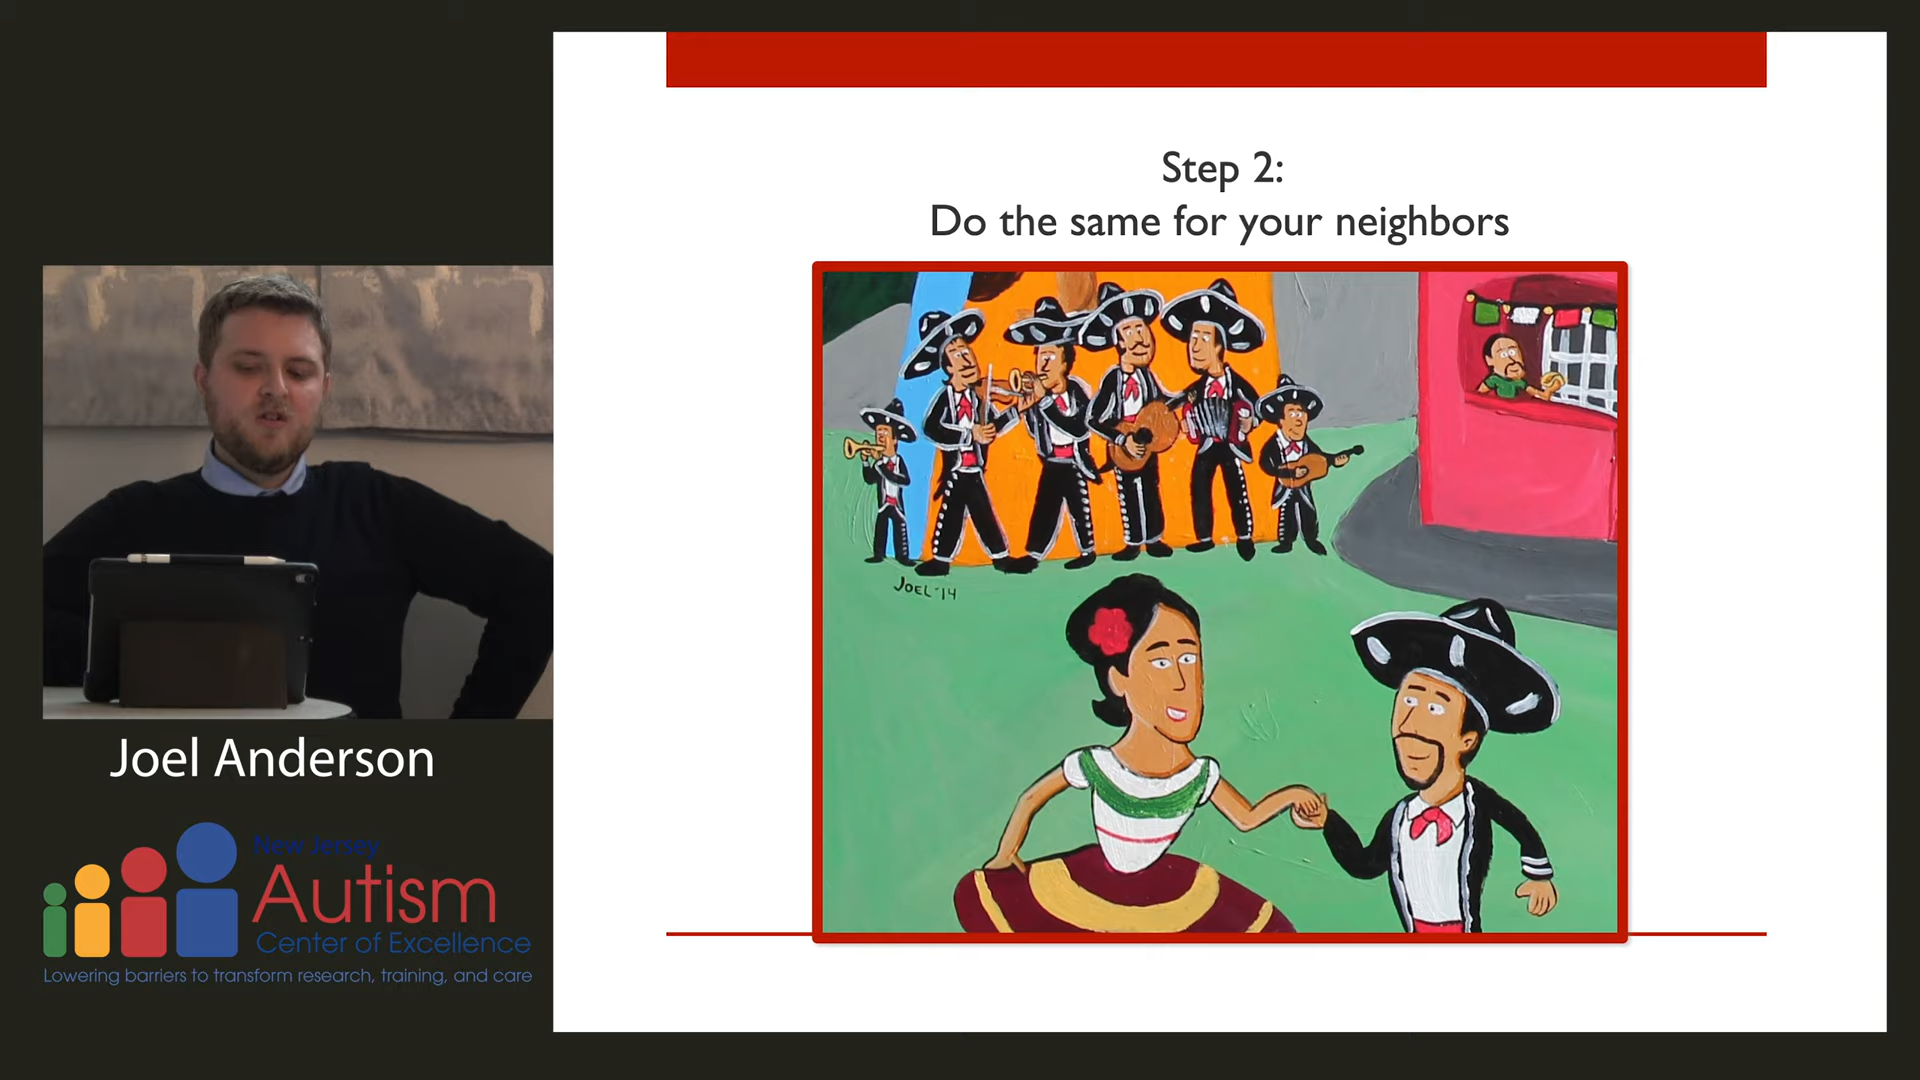 Step 2:
Do the same for your neighbors
JOEL '14
Joel Anderson
New Jersey
Autism
Center of Excellence
Lowering barriers to transform research, training, and care